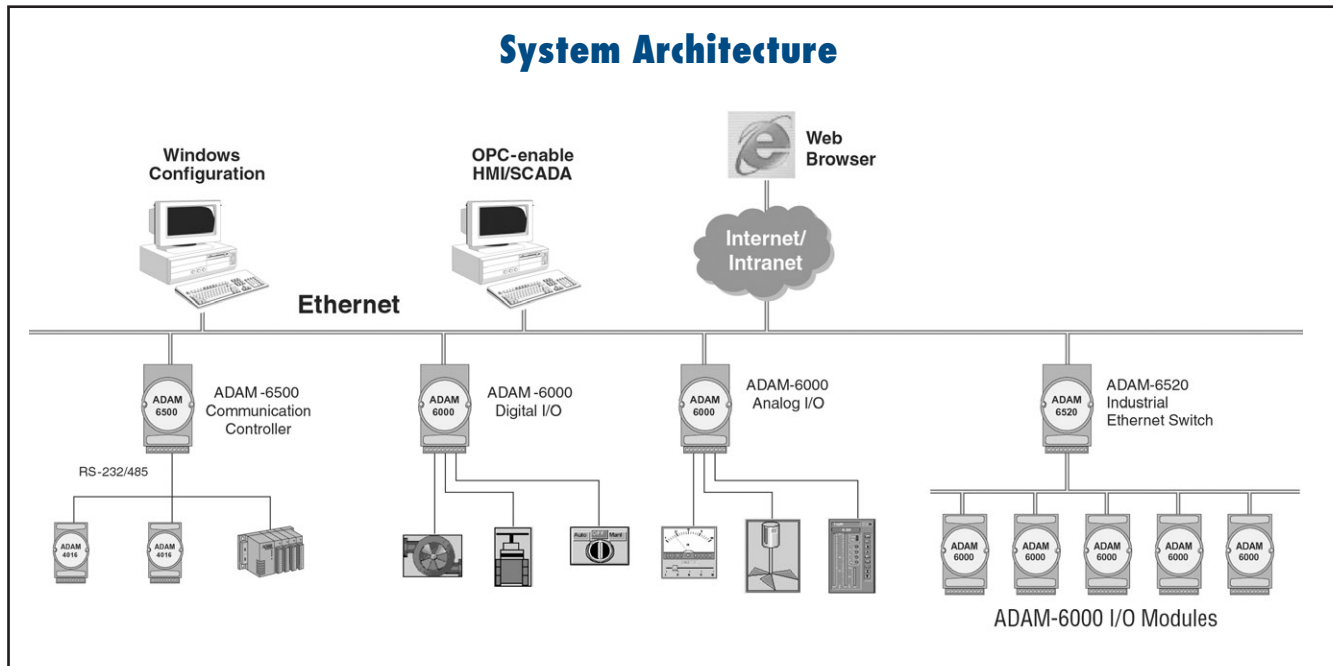 System Architecture
Windows
Configuration
OPC-enable
HMI/SCADA
Web
Browser
Internet/
Intranet
Ethernet
ADAM
6500
ADAM-6500
Communication
Controller
ADAM
6000
ADAM-6000
Digital I/O
ADAM
6000
ADAM-6000
Analog I/O
ADAM
6520
ADAM-6520
Industrial
Ethernet Switch
RS-232/485
ADAM
4016
ADAM
4016
Auto
Manl
ADAM
6000
ADAM
6000
ADAM
6000
ADAM
6000
ADAM
6000
ADAM-6000 I/O Modules